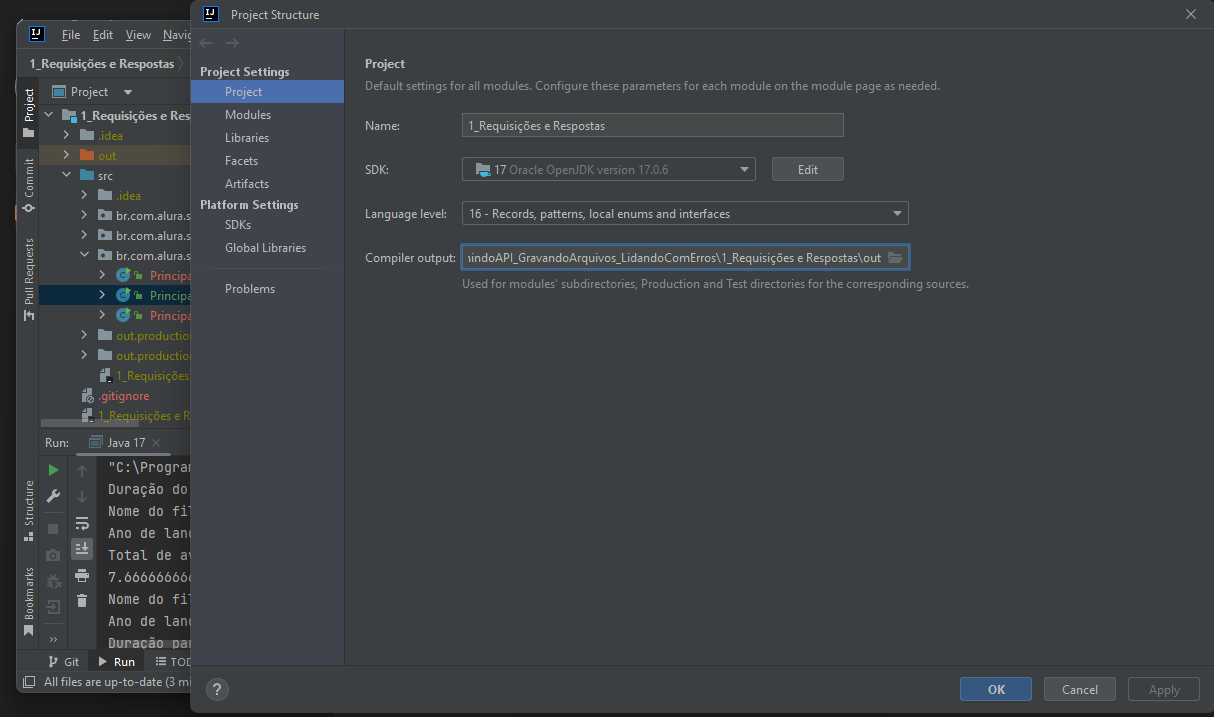 Project Structure
File Edit View Navig
1_Requisições e Respostas
Project
1_Requisições e Res
.idea
out
src
.idea
br.com.alura.s
br.com.alura.s
br.com.alura.s
Principa
Principa
Principa
out.production
out.production
1_Requisições
.gitignore
1_Requisições e R
Project
Commit
Pull Requests
Structure
Bookmarks
Run: Java 17
"C:\Program
Duração do
Nome do fil
Ano de lanc
Total de av
7.666666666
Nome do fil
Ano de lanc
Duração par
Git Run TOD
All files are up-to-date (3 mi
Project Settings
Project
Modules
Libraries
Facets
Artifacts
Platform Settings
SDKs
Global Libraries
Problems
Project
Default settings for all modules. Configure these parameters for each module on the module page as needed.
Name: 1_Requisições e Respostas
SDK: 17 Oracle OpenJDK version 17.0.6 Edit
Language level: 16 - Records, patterns, local enums and interfaces
Compiler output: indoAPI_GravandoArquivos_LidandoComErros\1_Requisições e Respostas\out
Used for modules' subdirectories, Production and Test directories for the corresponding sources.
? OK Cancel Apply